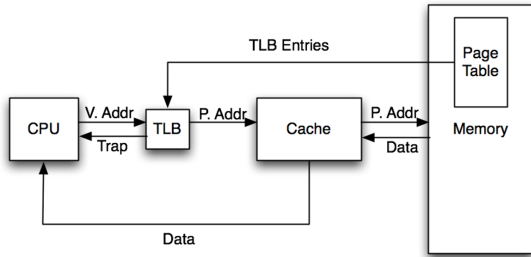 TLB Entries
Page
Table
V. Addr
P. Addr
P. Addr
CPU
TLB
Cache
Memory
Trap
Data
Data